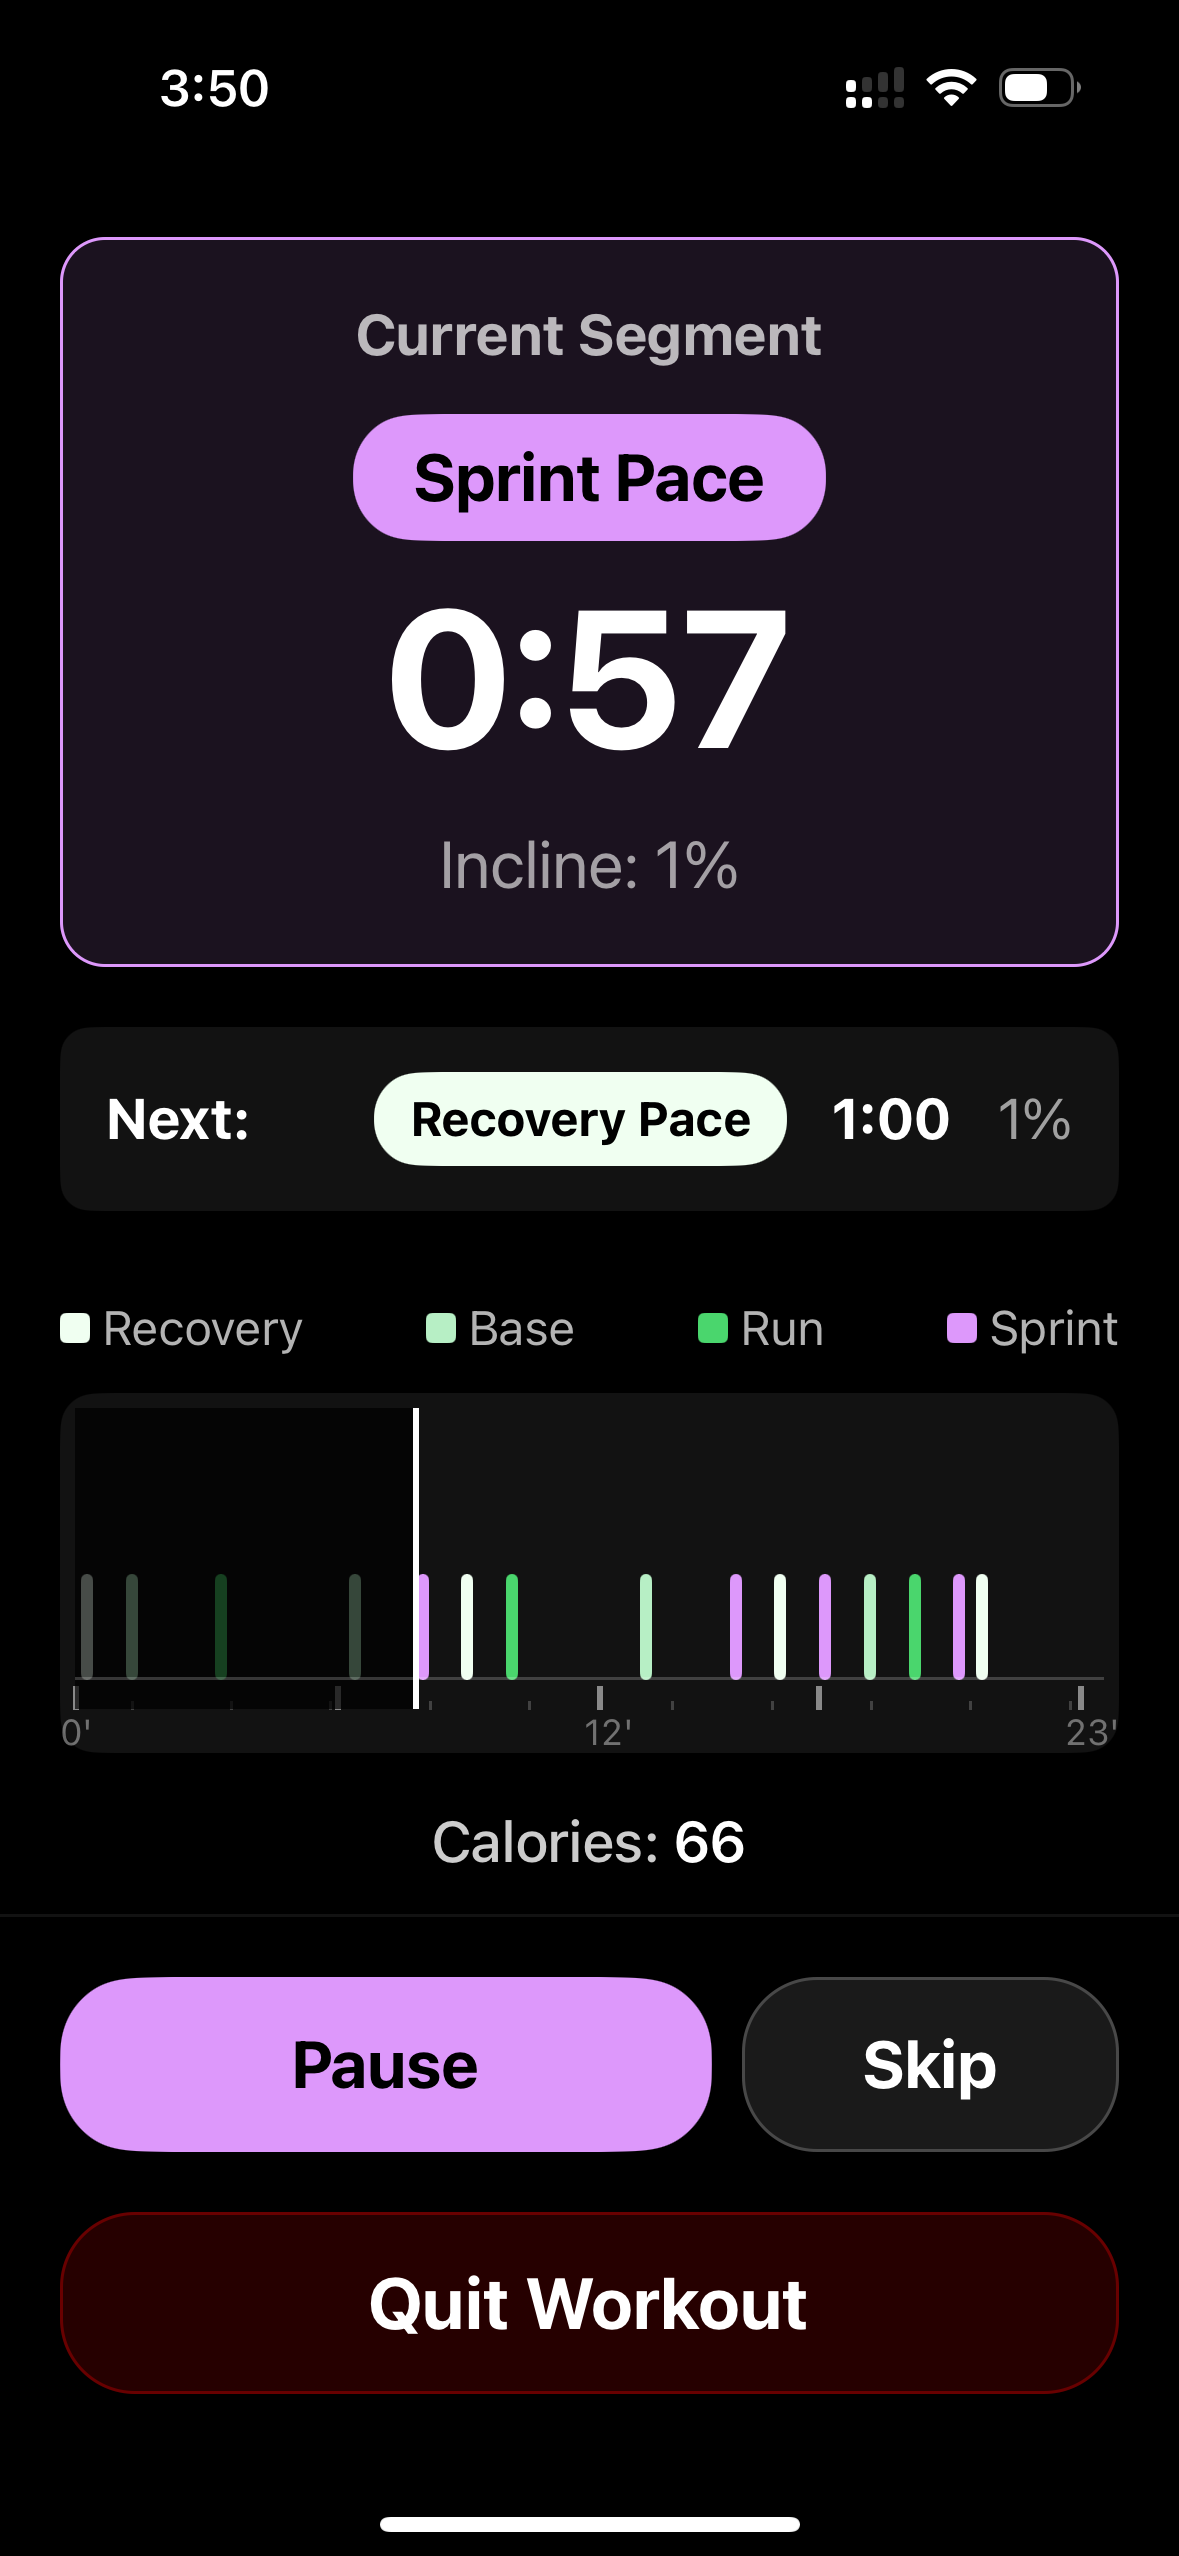 3:50
Current Segment
Sprint Pace
0:57
Incline: 1%
Next: Recovery Pace 1:00 1%
Recovery Base Run Sprint
0' 12' 23'
Calories: 66
Pause Skip
Quit Workout